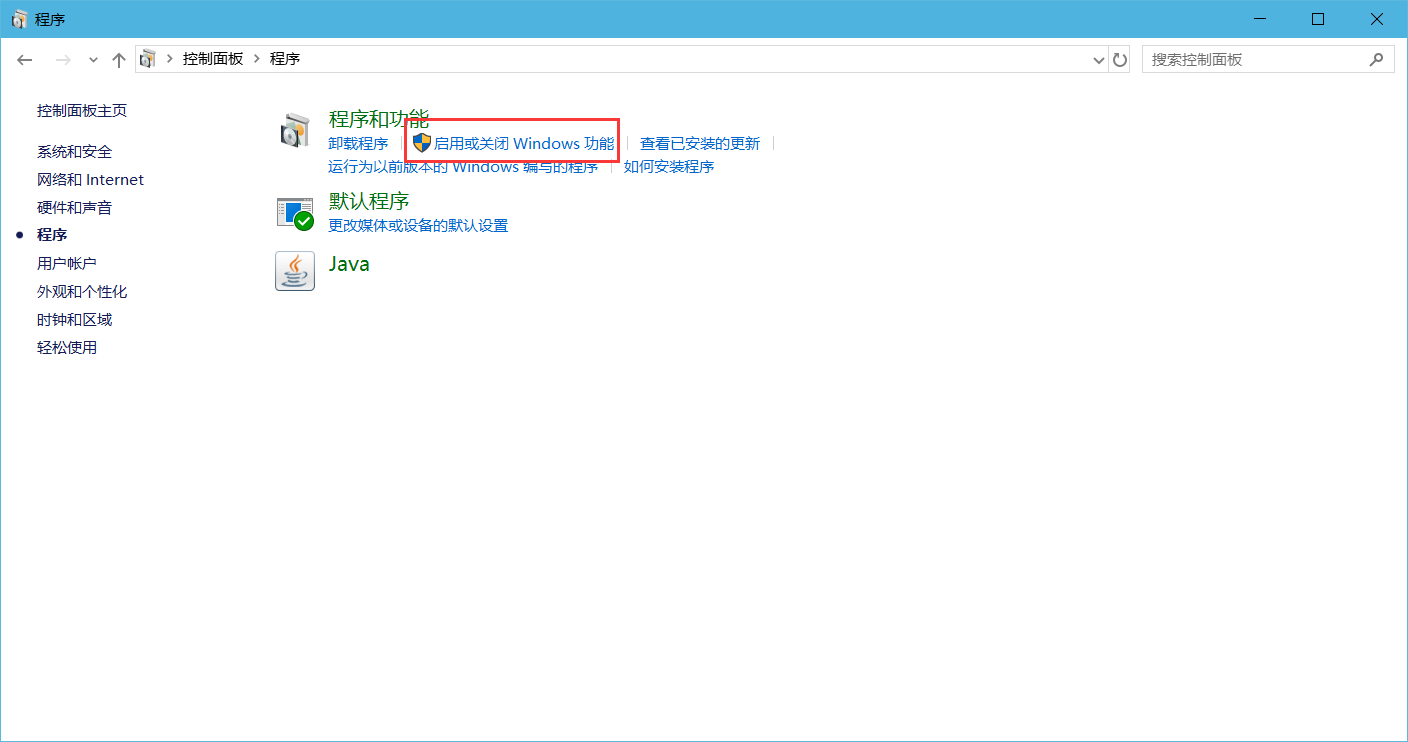 程序
控制面板 程序
搜索控制面板
控制面板主页
系统和安全
网络和 Internet
硬件和声音
程序
用户帐户
外观和个性化
时钟和区域
轻松使用
程序和功能
卸载程序 启用或关闭 Windows 功能 查看已安装的更新
运行为以前版本的 Windows 编写的程序 如何安装程序
默认程序
更改媒体或设备的默认设置
Java